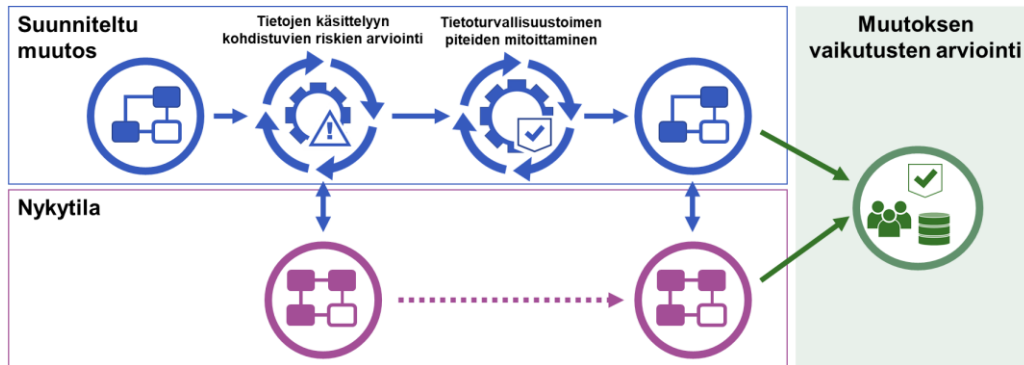 Suunniteltu
muutos
Tietojen käsittelyyn
kohdistuvien riskien arviointi
Tietoturvallisuustoimen
piteiden mitoittaminen
Muutoksen
vaikutusten arviointi
Nykytila